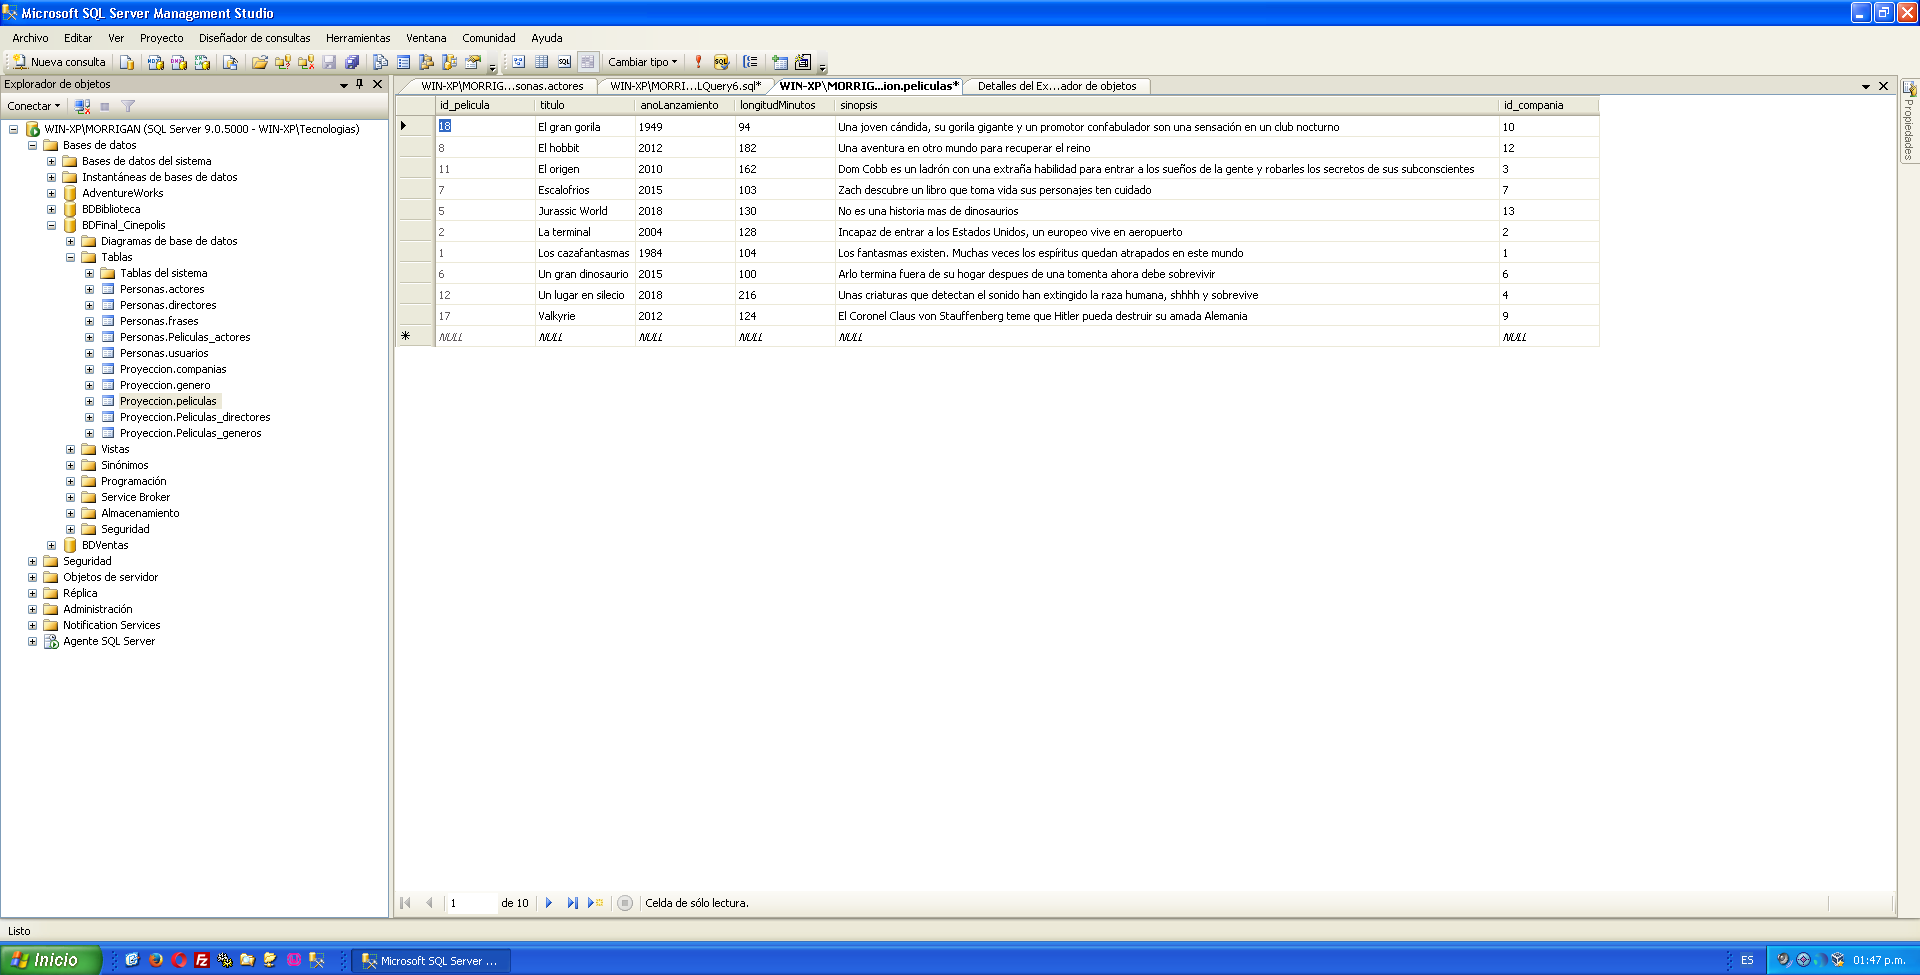 Microsoft SQL Server Management Studio
Archivo Editar Ver Proyecto Diseñador de consultas Herramientas Ventana Comunidad Ayuda
Nueva consulta Cambiar tipo
Explorador de objetos
WIN-XP\MORRIG...sonas.actores WIN-XP\MORRI...LQuery6.sql* WIN-XP\MORRIG...ion.peliculas* Detalles del Ex...ador de objetos
Conectar
WIN-XP\MORRIGAN (SQL Server 9.0.5000 - WIN-XP\Tecnologias)
Bases de datos
Bases de datos del sistema
Instantáneas de bases de datos
AdventureWorks
BDBiblioteca
BDFinal_Cinepolis
Diagramas de base de datos
Tablas
Tablas del sistema
Personas.actores
Personas.directores
Personas.frases
Personas.Peliculas_actores
Personas.usuarios
Proyeccion.companias
Proyeccion.genero
Proyeccion.peliculas
Proyeccion.Peliculas_directores
Proyeccion.Peliculas_generos
Vistas
Sinónimos
Programación
Service Broker
Almacenamiento
Seguridad
BDVentas
Seguridad
Objetos de servidor
Réplica
Administración
Notification Services
Agente SQL Server
id_pelicula titulo anoLanzamiento longitudMinutos sinopsis id_compania
18 El gran gorila 1949 94 Una joven cándida, su gorila gigante y un promotor confabulador son una sensación en un club nocturno 10
8 El hobbit 2012 182 Una aventura en otro mundo para recuperar el reino 12
11 El origen 2010 162 Dom Cobb es un ladrón con una extraña habilidad para entrar a los sueños de la gente y robarles los secretos de sus subconscientes 3
7 Escalofrios 2015 103 Zach descubre un libro que toma vida sus personajes ten cuidado 7
5 Jurassic World 2018 130 No es una historia mas de dinosaurios 13
2 La terminal 2004 128 Incapaz de entrar a los Estados Unidos, un europeo vive en aeropuerto 2
1 Los cazafantasmas 1984 104 Los fantasmas existen. Muchas veces los espíritus quedan atrapados en este mundo 1
6 Un gran dinosaurio 2015 100 Arlo termina fuera de su hogar despues de una tomenta ahora debe sobrevivir 6
12 Un lugar en silecio 2018 216 Unas criaturas que detectan el sonido han extingido la raza humana, shhhh y sobrevive 4
17 Valkyrie 2012 124 El Coronel Claus von Stauffenberg teme que Hitler pueda destruir su amada Alemania 9
NULL NULL NULL NULL NULL NULL
Propiedades
1 de 10 Celda de sólo lectura.
Listo
Inicio Microsoft SQL Server ... ES 01:47 p.m.